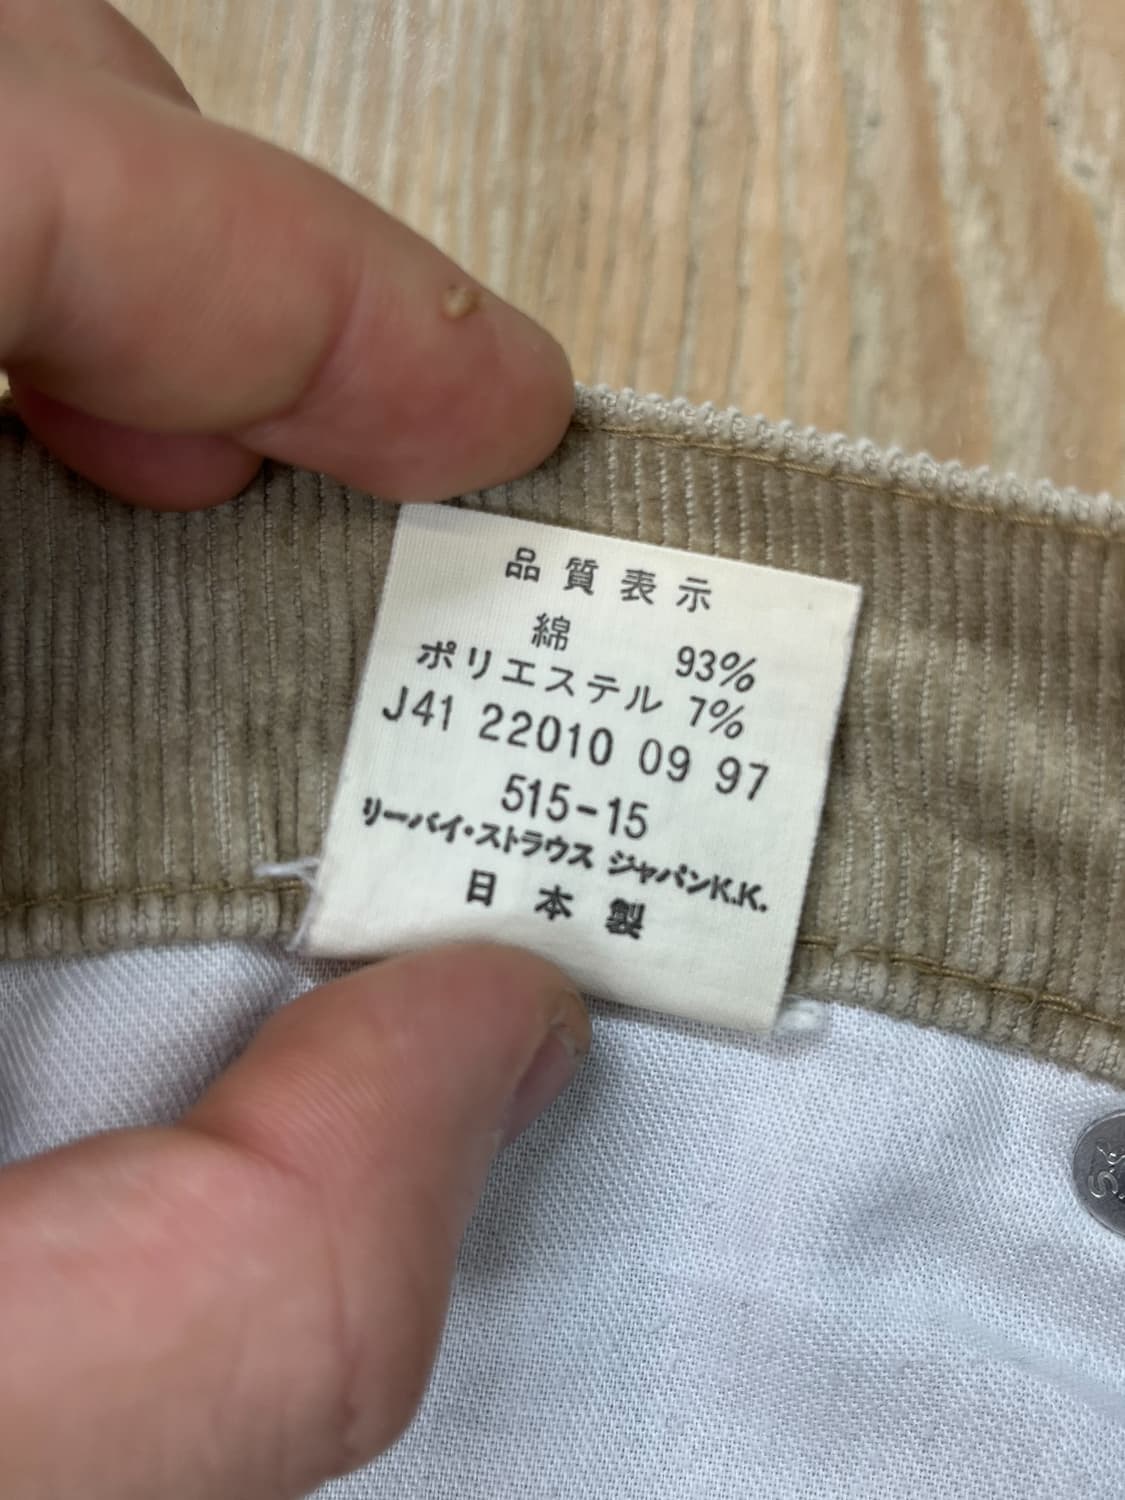 品質表示
綿 93%
ポリエステル 7%
J41 22010 09 97
515-15
リーバイ・ストラウス ジャパンK.K.
日本製